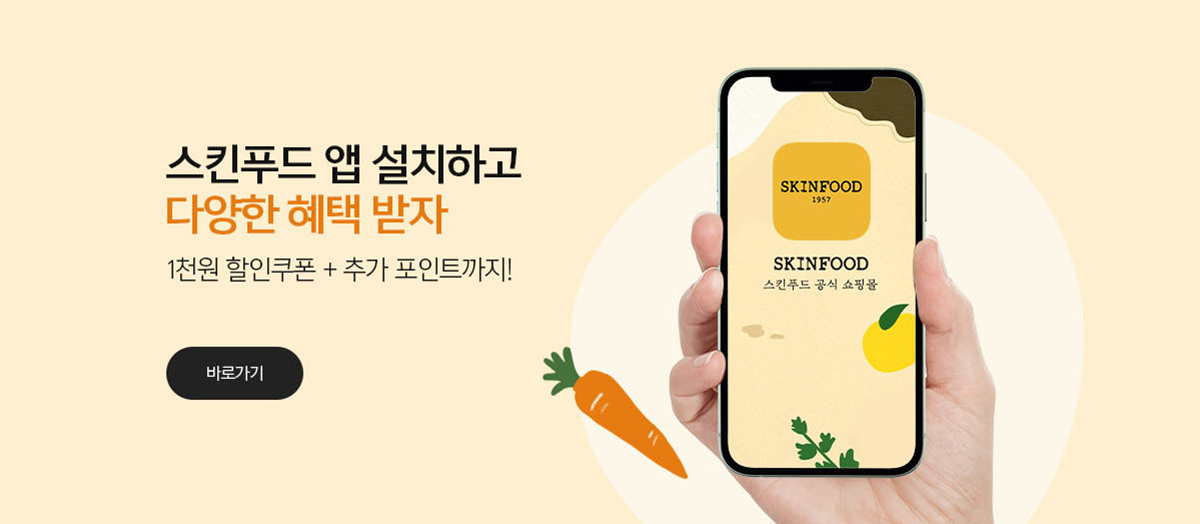 스킨푸드 앱 설치하고
다양한 혜택 받자
1천원 할인쿠폰 + 추가 포인트까지!
바로가기
SKINFOOD
1957
SKINFOOD
스킨푸드 공식 쇼핑몰